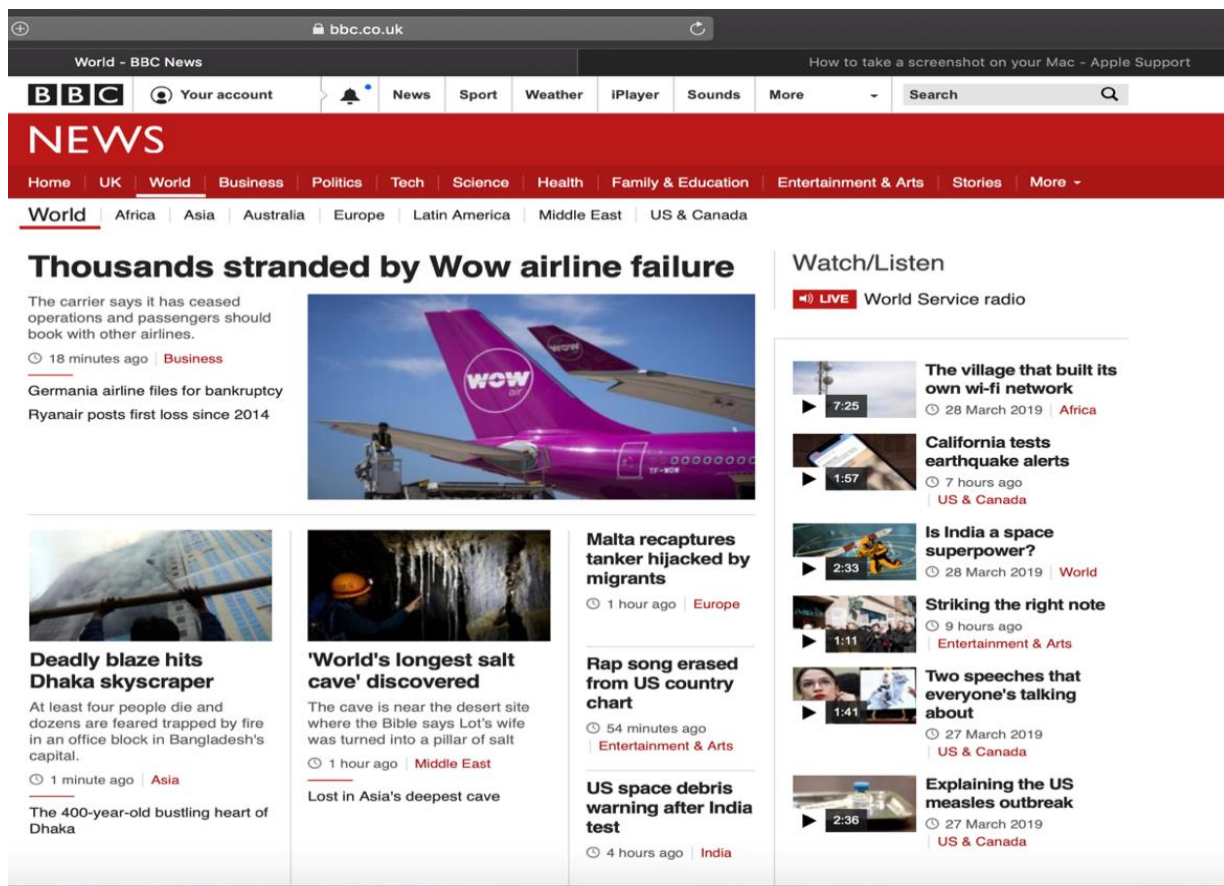 bbc.co.uk
World - BBC News
How to take a screenshot on your Mac - Apple Support
BBC
Your account
News
Sport
Weather
iPlayer
Sounds
More
Search
NEWS
Home
UK
World
Business
Politics
Tech
Science
Health
Family & Education
Entertainment & Arts
Stories
More
World
Africa
Asia
Australia
Europe
Latin America
Middle East
US & Canada
Thousands stranded by Wow airline failure
The carrier says it has ceased
operations and passengers should
book with other airlines.
18 minutes ago
Business
Germania airline files for bankruptcy
Ryanair posts first loss since 2014
wow
wow
air
TF-WOW
Deadly blaze hits
Dhaka skyscraper
At least four people die and
dozens are feared trapped by fire
in an office block in Bangladesh's
capital.
1 minute ago
Asia
The 400-year-old bustling heart of
Dhaka
'World's longest salt
cave' discovered
The cave is near the desert site
where the Bible says Lot's wife
was turned into a pillar of salt
1 hour ago
Middle East
Lost in Asia's deepest cave
Malta recaptures
tanker hijacked by
migrants
1 hour ago
Europe
Rap song erased
from US country
chart
54 minutes ago
Entertainment & Arts
US space debris
warning after India
test
4 hours ago
India
Watch/Listen
LIVE
World Service radio
7:25
The village that built its
own wi-fi network
28 March 2019
Africa
1:57
California tests
earthquake alerts
7 hours ago
US & Canada
2:33
Is India a space
superpower?
28 March 2019
World
1:11
Striking the right note
9 hours ago
Entertainment & Arts
1:41
Two speeches that
everyone's talking
about
27 March 2019
US & Canada
2:36
Explaining the US
measles outbreak
27 March 2019
US & Canada